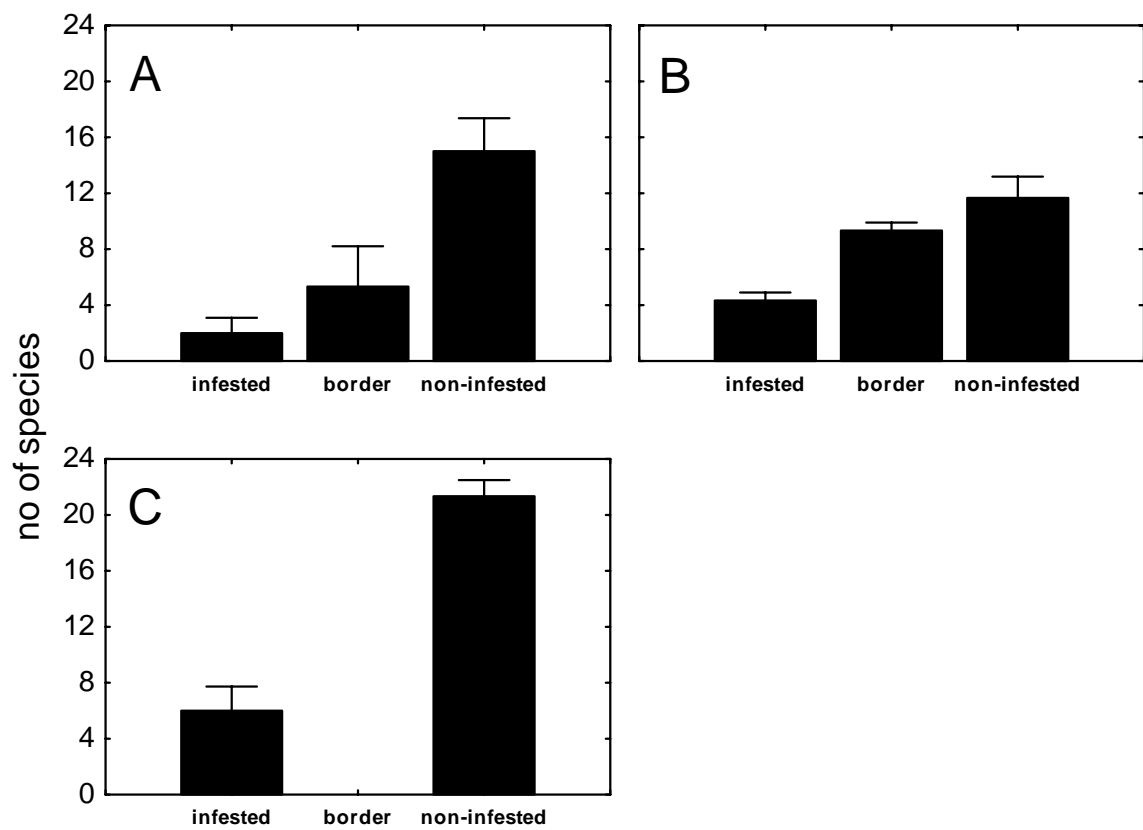 no of species
24
20
16
12
8
4
0
A
infested border non-infested
B
infested border non-infested
24
20
16
12
8
4
0
C
infested border non-infested